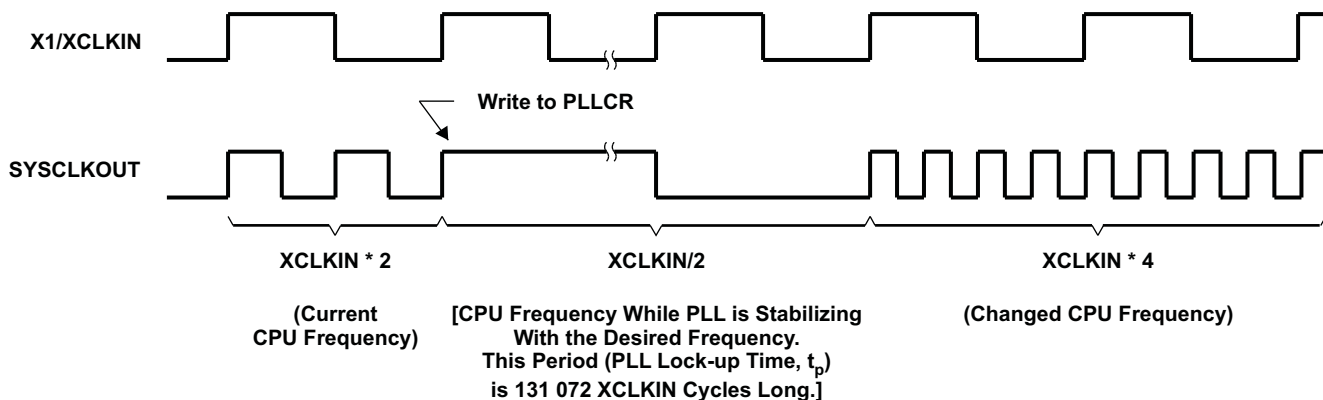 X1/XCLKIN
Write to PLLCR
SYSCLKOUT
XCLKIN * 2
XCLKIN/2
XCLKIN * 4
(Current
CPU Frequency)
[CPU Frequency While PLL is Stabilizing
With the Desired Frequency.
This Period (PLL Lock-up Time, tp)
is 131 072 XCLKIN Cycles Long.]
(Changed CPU Frequency)